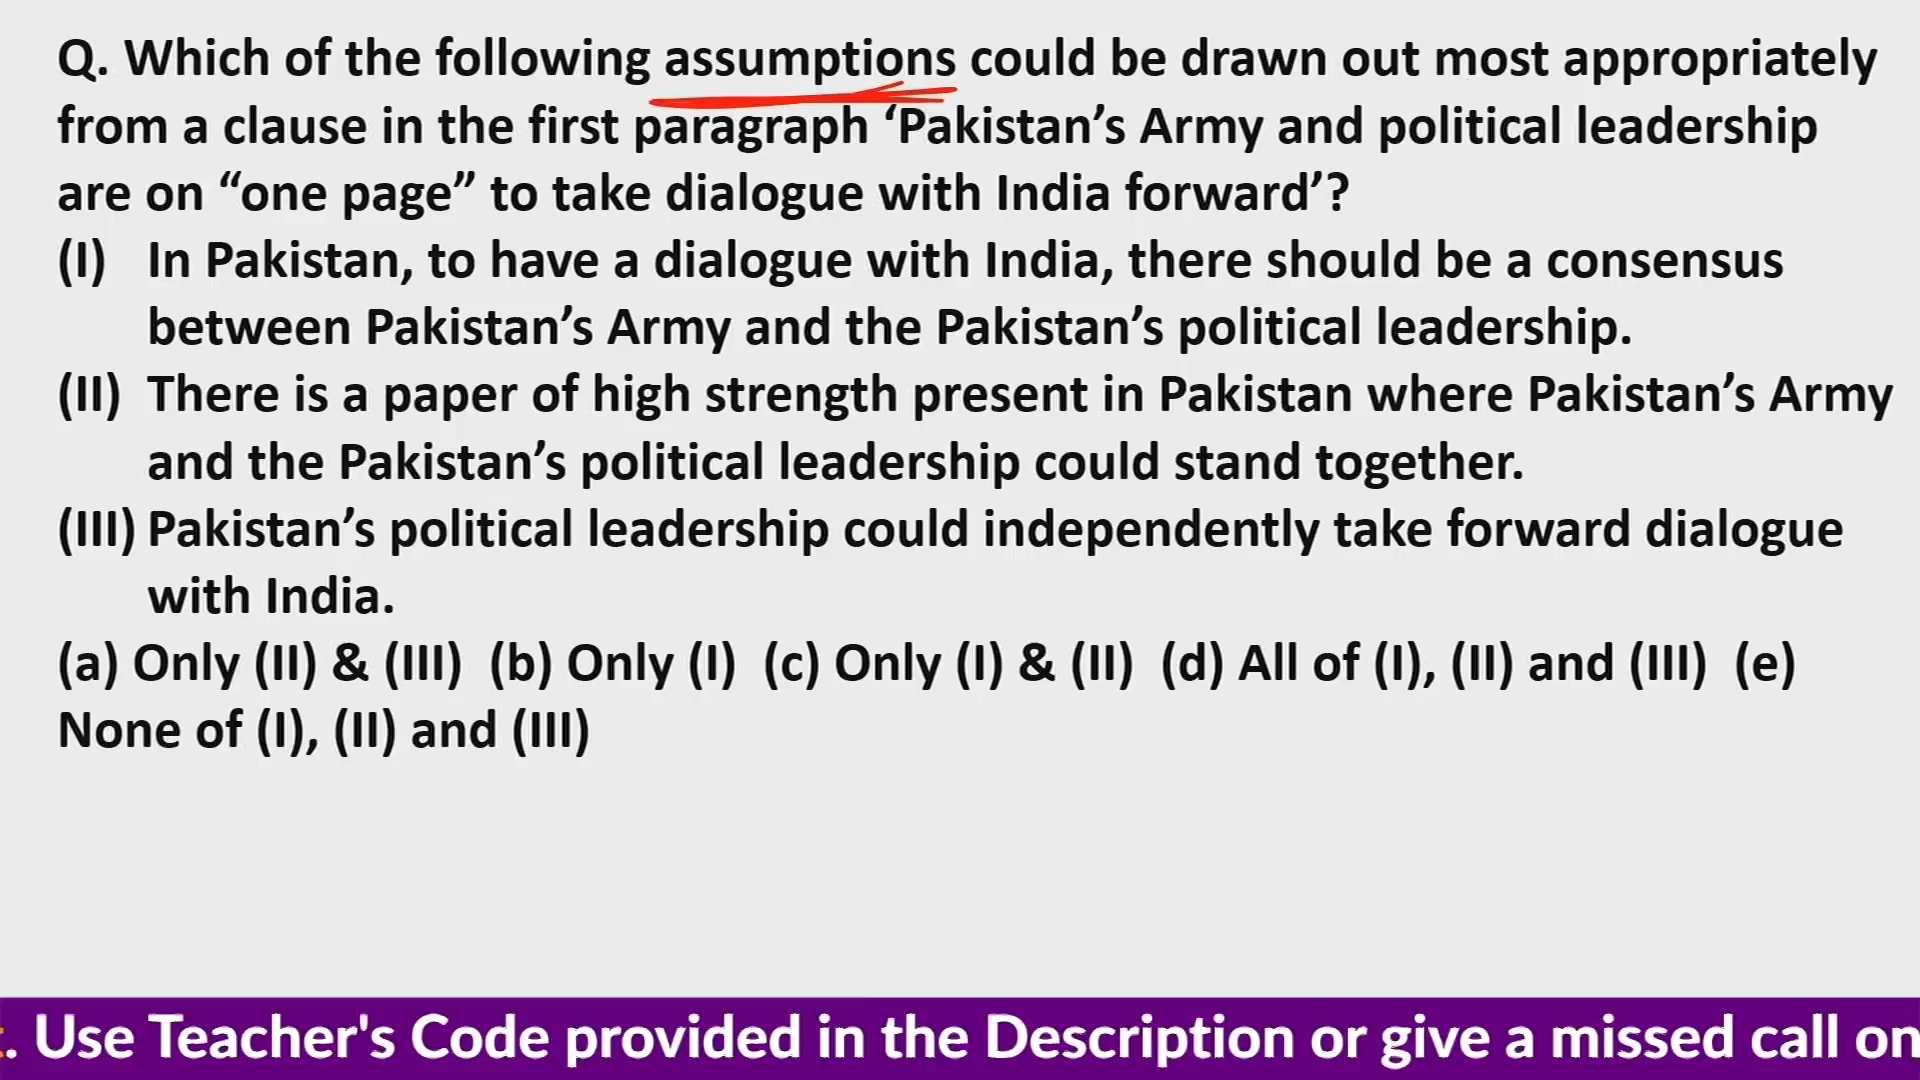 Q. Which of the following assumptions could be drawn out most appropriately
from a clause in the first paragraph ‘Pakistan’s Army and political leadership
are on “one page” to take dialogue with India forward’?
(I) In Pakistan, to have a dialogue with India, there should be a consensus
between Pakistan’s Army and the Pakistan’s political leadership.
(II) There is a paper of high strength present in Pakistan where Pakistan’s Army
and the Pakistan’s political leadership could stand together.
(III) Pakistan’s political leadership could independently take forward dialogue
with India.
(a) Only (II) & (III) (b) Only (I) (c) Only (I) & (II) (d) All of (I), (II) and (III) (e)
None of (I), (II) and (III)
. Use Teacher's Code provided in the Description or give a missed call on